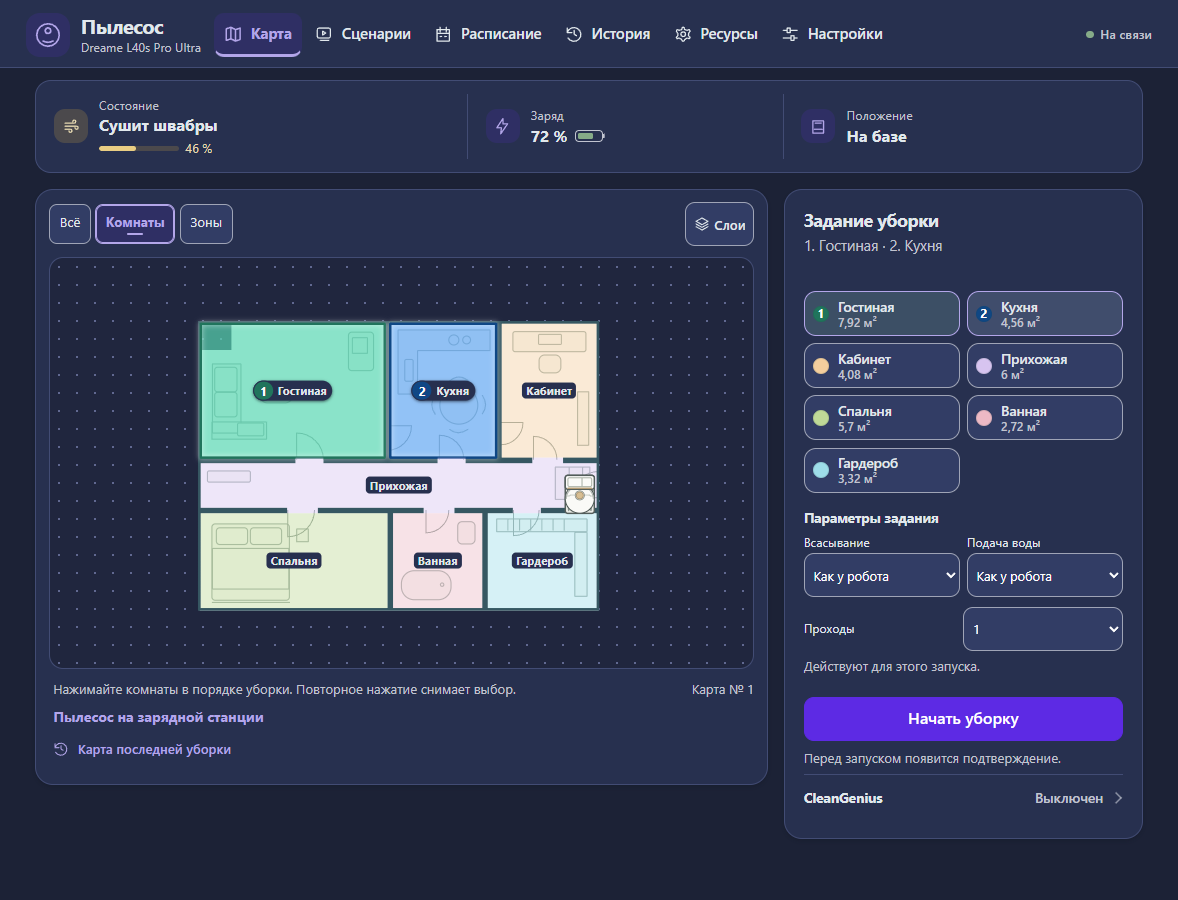 Пылесос
Dreame L40s Pro Ultra
Карта
Сценарии
Расписание
История
Ресурсы
Настройки
На связи
Состояние
Сушит швабры
46 %
Заряд
72 %
Положение
На базе
Всё
Комнаты
Зоны
Слои
1 Гостиная
2 Кухня
Кабинет
Прихожая
Спальня
Ванная
Гардероб
Нажимайте комнаты в порядке уборки. Повторное нажатие снимает выбор.
Карта № 1
Пылесос на зарядной станции
Карта последней уборки
Задание уборки
1. Гостиная · 2. Кухня
1 Гостиная
7,92 м²
2 Кухня
4,56 м²
Кабинет
4,08 м²
Прихожая
6 м²
Спальня
5,7 м²
Ванная
2,72 м²
Гардероб
3,32 м²
Параметры задания
Всасывание
Подача воды
Как у робота
Как у робота
Проходы
1
Действуют для этого запуска.
Начать уборку
Перед запуском появится подтверждение.
CleanGenius
Выключен